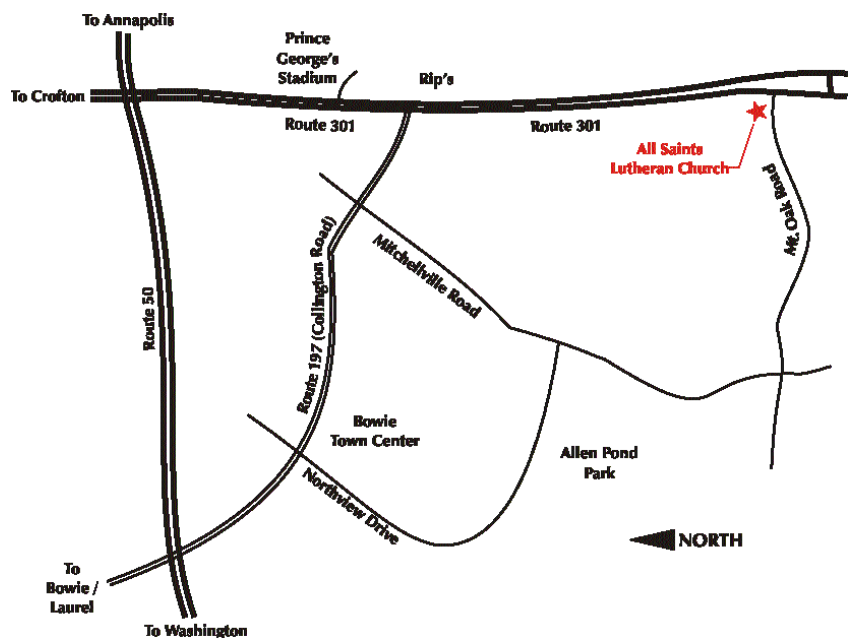 To Annapolis
Prince
George's
Stadium
Rip's
To Crofton
Route 301
Route 301
All Saints
Lutheran Church
Mt. Oak Road
Mitchellville Road
Route 50
Route 197 (Collington Road)
Bowie
Town Center
Allen Pond
Park
Northview Drive
NORTH
To
Bowie /
Laurel
To Washington